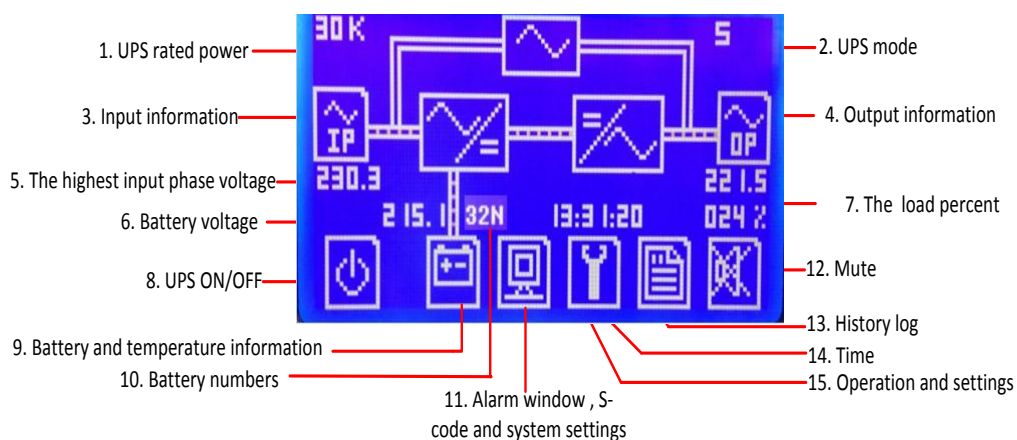 30K
S
1. UPS rated power
2. UPS mode
3. Input information
4. Output information
IP
OP
5. The highest input phase voltage
230.3
221.5
6. Battery voltage
215.1
32N
13:31:20
024 %
7. The load percent
8. UPS ON/OFF
12. Mute
13. History log
9. Battery and temperature information
14. Time
10. Battery numbers
15. Operation and settings
11. Alarm window , S-
code and system settings